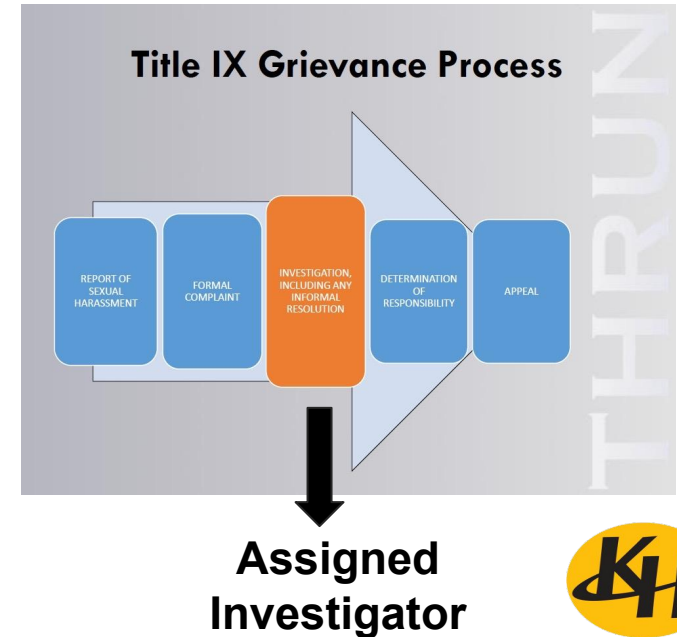 Title IX Grievance Process
REPORT OF
SEXUAL
HARASSMENT
FORMAL
COMPLAINT
INVESTIGATION,
INCLUDING ANY
INFORMAL
RESOLUTION
DETERMINATION
OF
RESPONSIBILITY
APPEAL
THRUN
Assigned
Investigator
KH